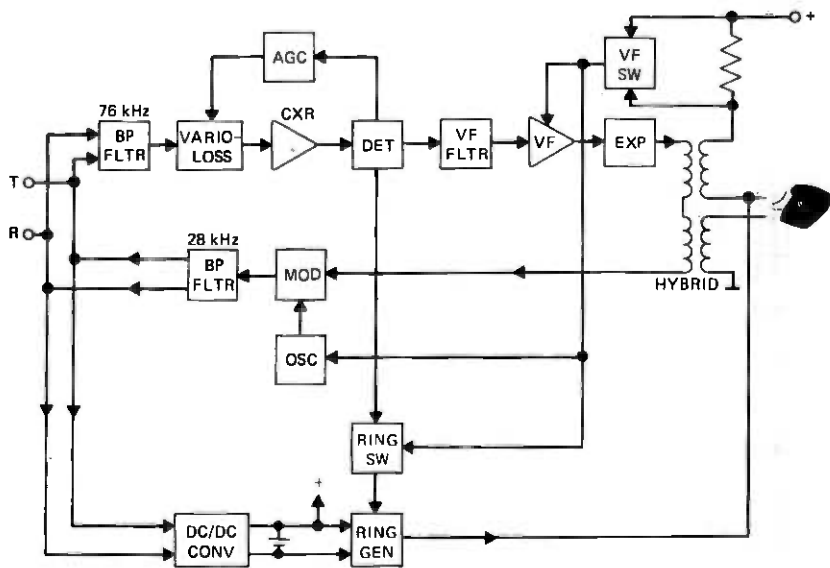 +
VF
SW
AGC
76 kHz
BP
FLTR
VARIO-
LOSS
CXR
DET
VF
FLTR
VF
EXP
T
R
28 kHz
BP
FLTR
MOD
HYBRID
OSC
RING
SW
+
DC/DC
CONV
RING
GEN